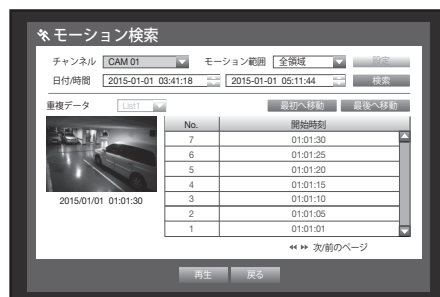 モーション検索
チャンネル CAM 01 モーション範囲 全領域 設定
日付/時間 2015-01-01 03:41:18 2015-01-01 05:11:44 検索
重複データ List1 最初へ移動 最後へ移動
No. 開始時刻
7 01:01:30
6 01:01:25
5 01:01:20
4 01:01:15
3 01:01:10
2 01:01:05
1 01:01:01
2015/01/01 01:01:30
次/前のページ
再生 戻る